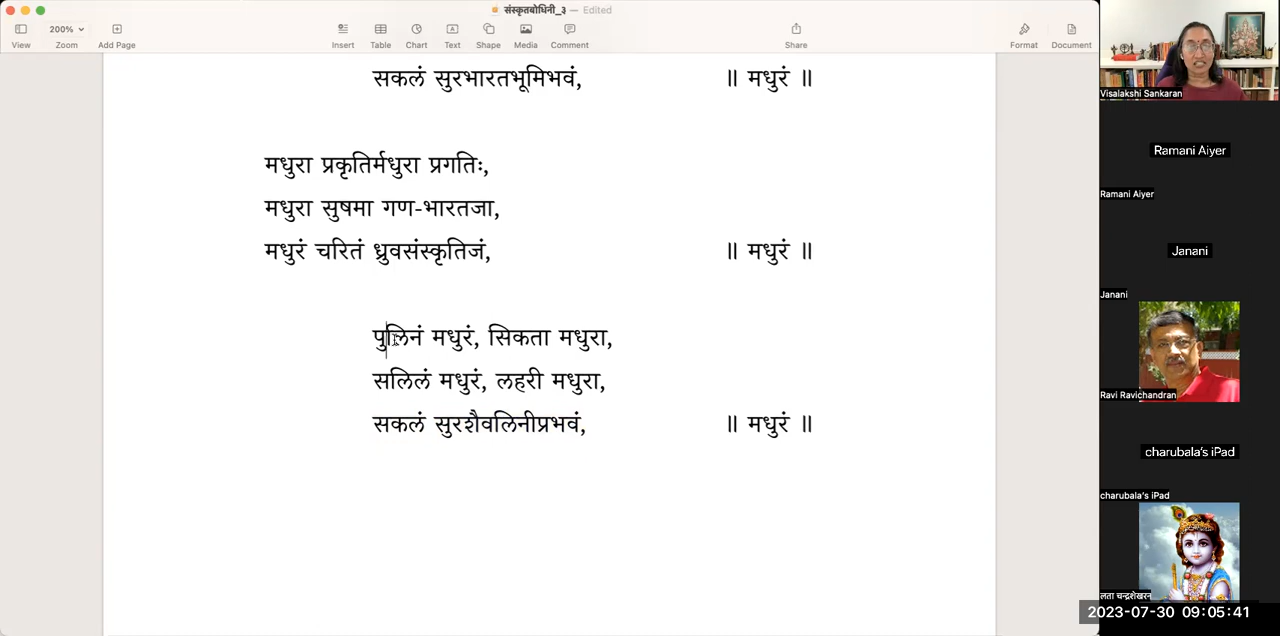 संस्कृतबोधिनी_३ — Edited
200%
View Zoom Add Page Insert Table Chart Text Shape Media Comment Share Format Document
सकलं सुरभारतभूमिभवं, ॥ मधुरं ॥
मधुरा प्रकृतिर्मधुरा प्रगतिः,
मधुरा सुषमा गण-भारतजा,
मधुरं चरितं ध्रुवसंस्कृतिजं, ॥ मधुरं ॥
पुलिनं मधुरं, सिकता मधुरा,
सलिलं मधुरं, लहरी मधुरा,
सकलं सुरशैवलिनीप्रभवं, ॥ मधुरं ॥
Visalakshi Sankaran
Ramani Aiyer
Ramani Aiyer
Janani
Janani
Ravi Ravichandran
charubala's iPad
charubala's iPad
लता चन्द्रशेखरन
2023-07-30 09:05:41